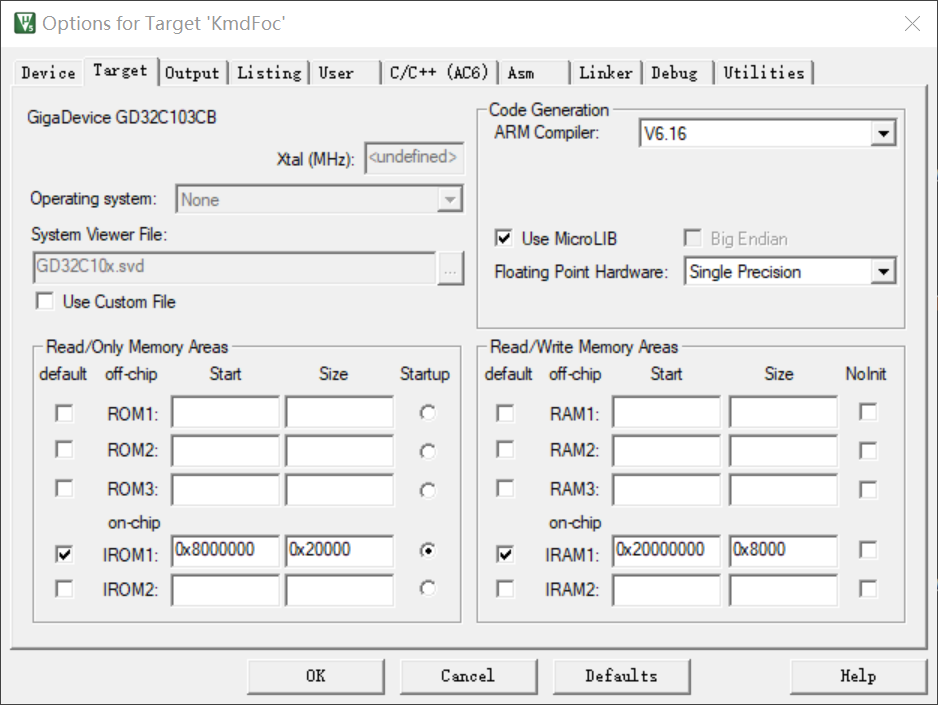 Options for Target 'KmdFoc'
Device Target Output Listing User C/C++ (AC6) Asm Linker Debug Utilities
GigaDevice GD32C103CB
Xtal (MHz): <undefined>
Operating system: None
System Viewer File:
GD32C10x.svd ...
Use Custom File
Code Generation
ARM Compiler: V6.16
Use MicroLIB Big Endian
Floating Point Hardware: Single Precision
Read/Only Memory Areas
default off-chip Start Size Startup
ROM1:
ROM2:
ROM3:
on-chip
IROM1: 0x8000000 0x20000
IROM2:
Read/Write Memory Areas
default off-chip Start Size NoInit
RAM1:
RAM2:
RAM3:
on-chip
IRAM1: 0x20000000 0x8000
IRAM2:
OK Cancel Defaults Help